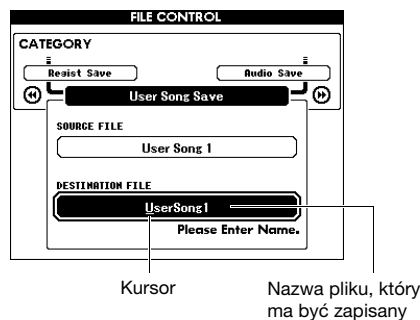 FILE CONTROL
CATEGORY
Regist Save
Audio Save
User Song Save
SOURCE FILE
User Song 1
DESTINATION FILE
UserSong1
Please Enter Name.
Kursor
Nazwa pliku, który
ma być zapisany